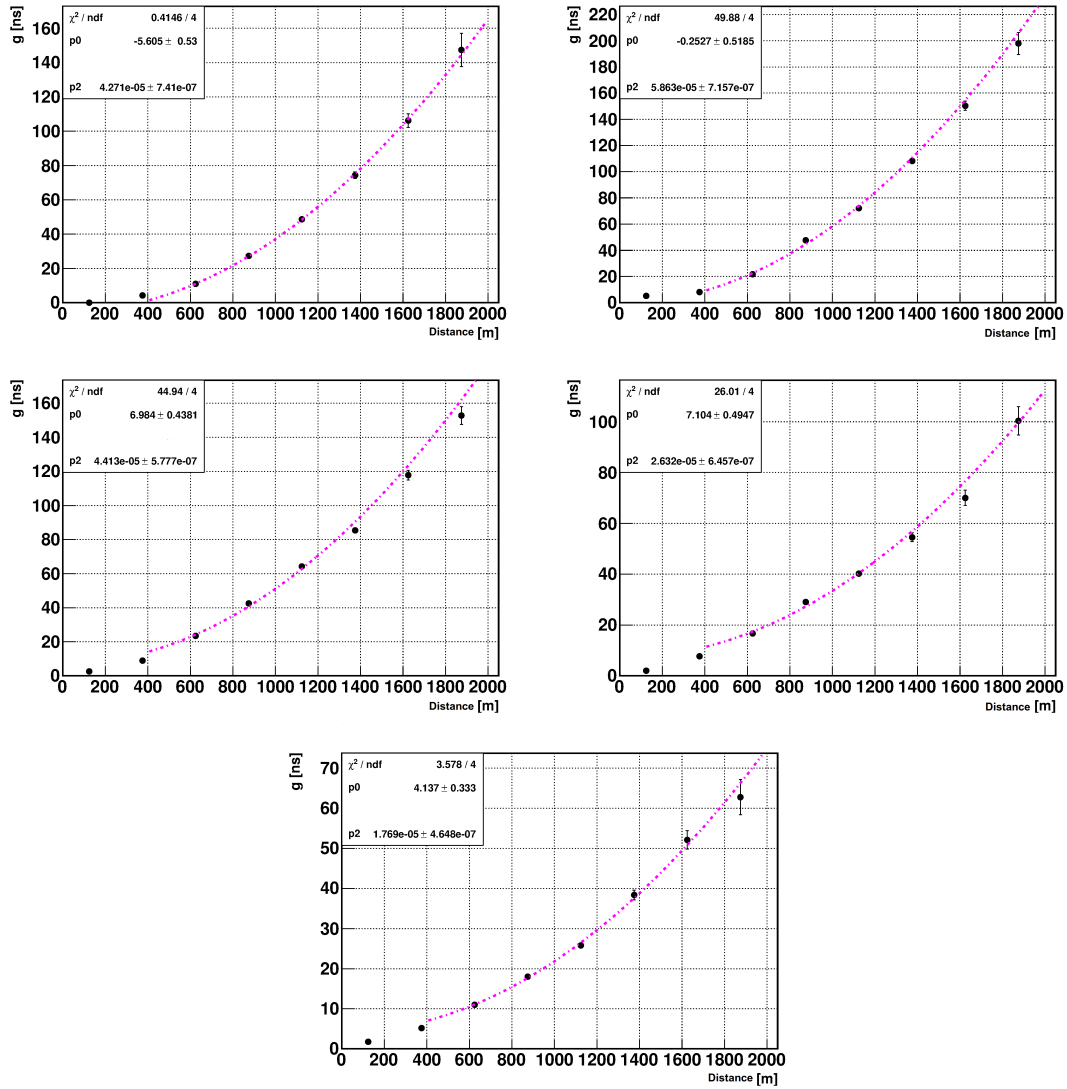 g [ns]
χ² / ndf 0.4146 / 4
p0 -5.605 ± 0.53
p2 4.271e-05 ± 7.41e-07
160
140
120
100
80
60
40
20
0
0 200 400 600 800 1000 1200 1400 1600 1800 2000
Distance [m]
g [ns]
χ² / ndf 49.88 / 4
p0 -0.2527 ± 0.5185
p2 5.863e-05 ± 7.157e-07
220
200
180
160
140
120
100
80
60
40
20
0
0 200 400 600 800 1000 1200 1400 1600 1800 2000
Distance [m]
g [ns]
χ² / ndf 44.94 / 4
p0 6.984 ± 0.4381
p2 4.413e-05 ± 5.777e-07
160
140
120
100
80
60
40
20
0
0 200 400 600 800 1000 1200 1400 1600 1800 2000
Distance [m]
g [ns]
χ² / ndf 26.01 / 4
p0 7.104 ± 0.4947
p2 2.632e-05 ± 6.457e-07
100
80
60
40
20
0
0 200 400 600 800 1000 1200 1400 1600 1800 2000
Distance [m]
g [ns]
χ² / ndf 3.578 / 4
p0 4.137 ± 0.333
p2 1.769e-05 ± 4.648e-07
70
60
50
40
30
20
10
0
0 200 400 600 800 1000 1200 1400 1600 1800 2000
Distance [m]